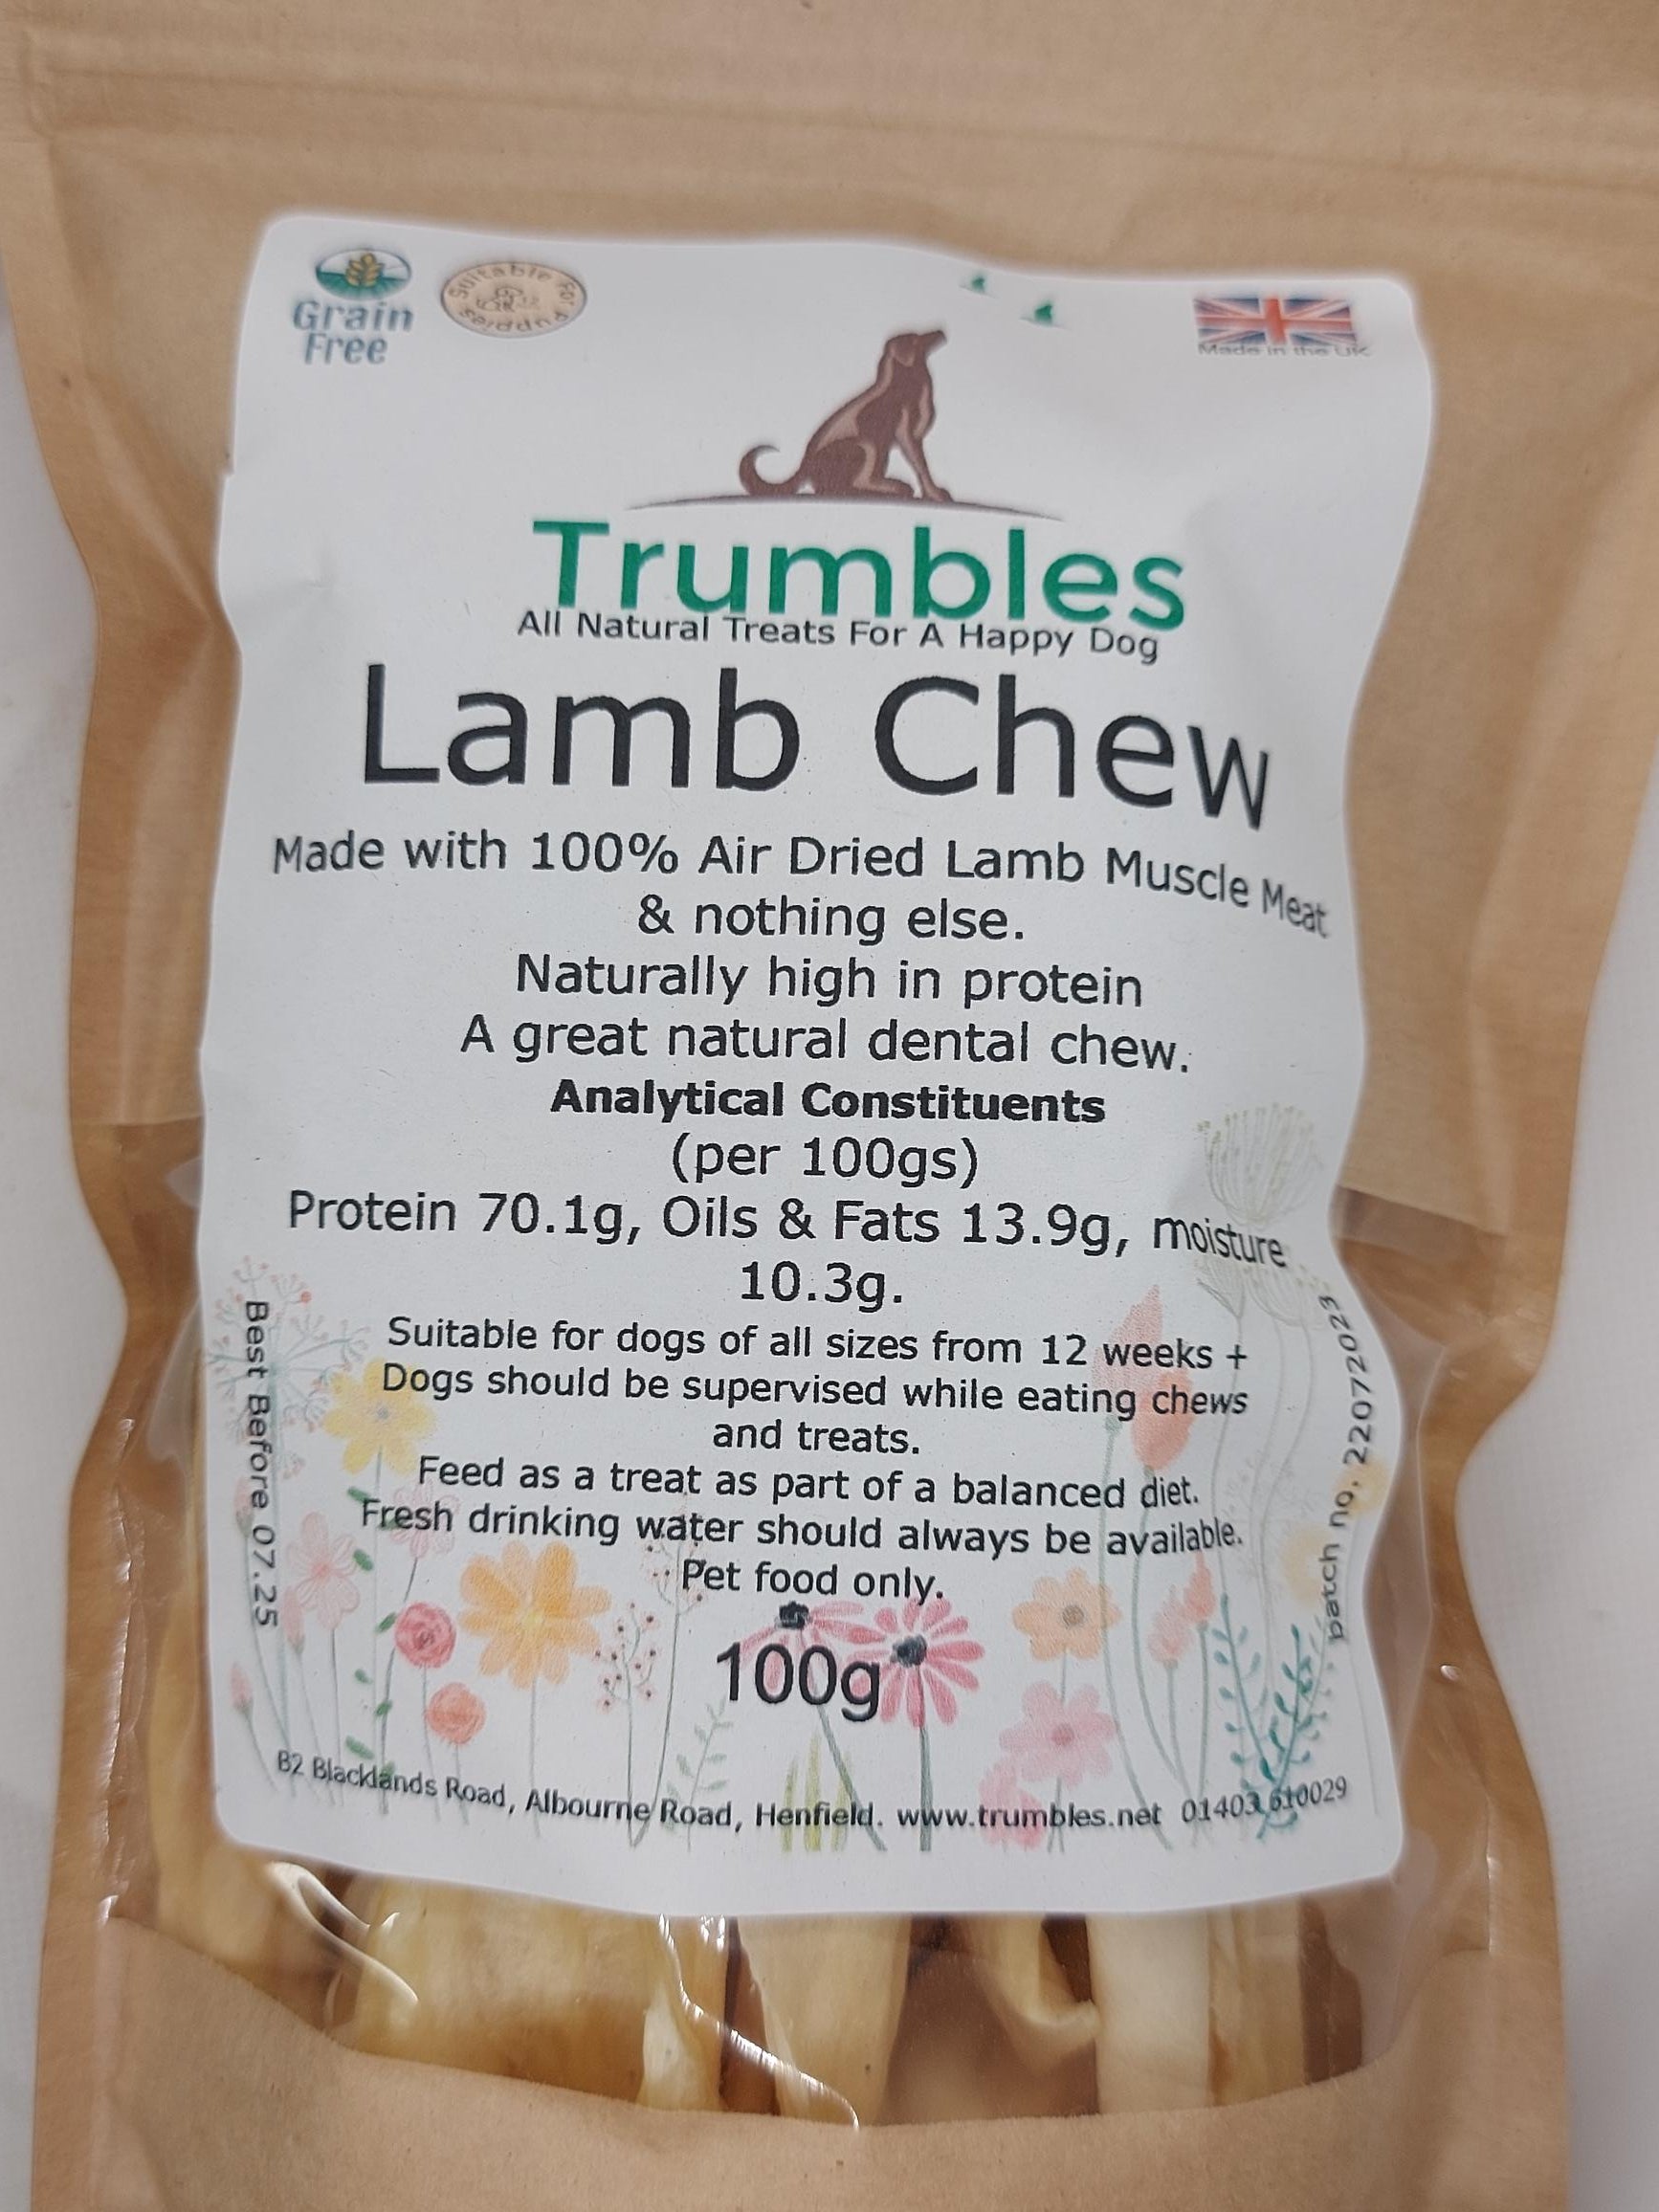 Grain
Free
Suitable For
Puppies
Made in the UK
Trumbles
All Natural Treats For A Happy Dog
Lamb Chew
Made with 100% Air Dried Lamb Muscle Meat
& nothing else.
Naturally high in protein
A great natural dental chew.
Analytical Constituents
(per 100gs)
Protein 70.1g, Oils & Fats 13.9g, moisture
10.3g.
Suitable for dogs of all sizes from 12 weeks +
Dogs should be supervised while eating chews
and treats.
Feed as a treat as part of a balanced diet.
Fresh drinking water should always be available.
Pet food only.
100g
Best Before 07.25
patch no, 22072023
B2 Blacklands Road, Albourne Road, Henfield. www.trumbles.net 01403 610029